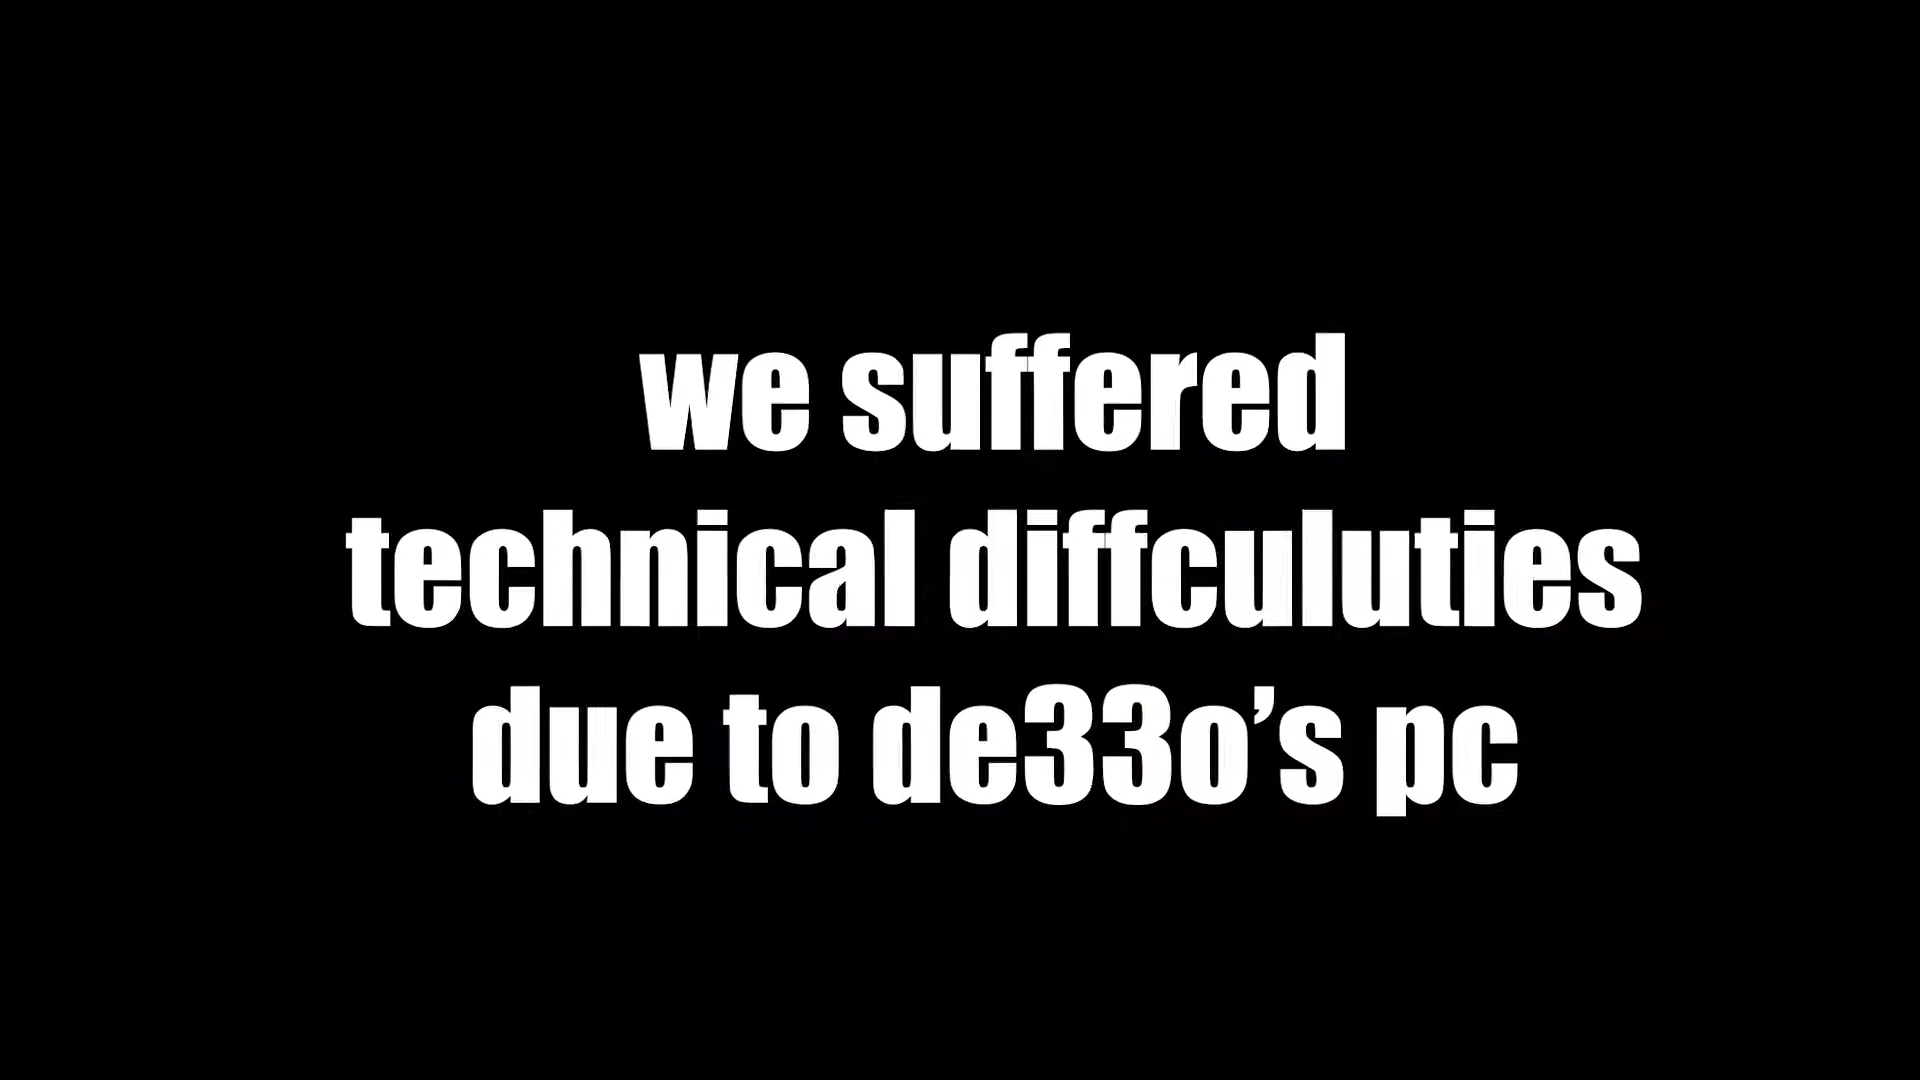 we suffered
technical diffculuties
due to de33o’s pc